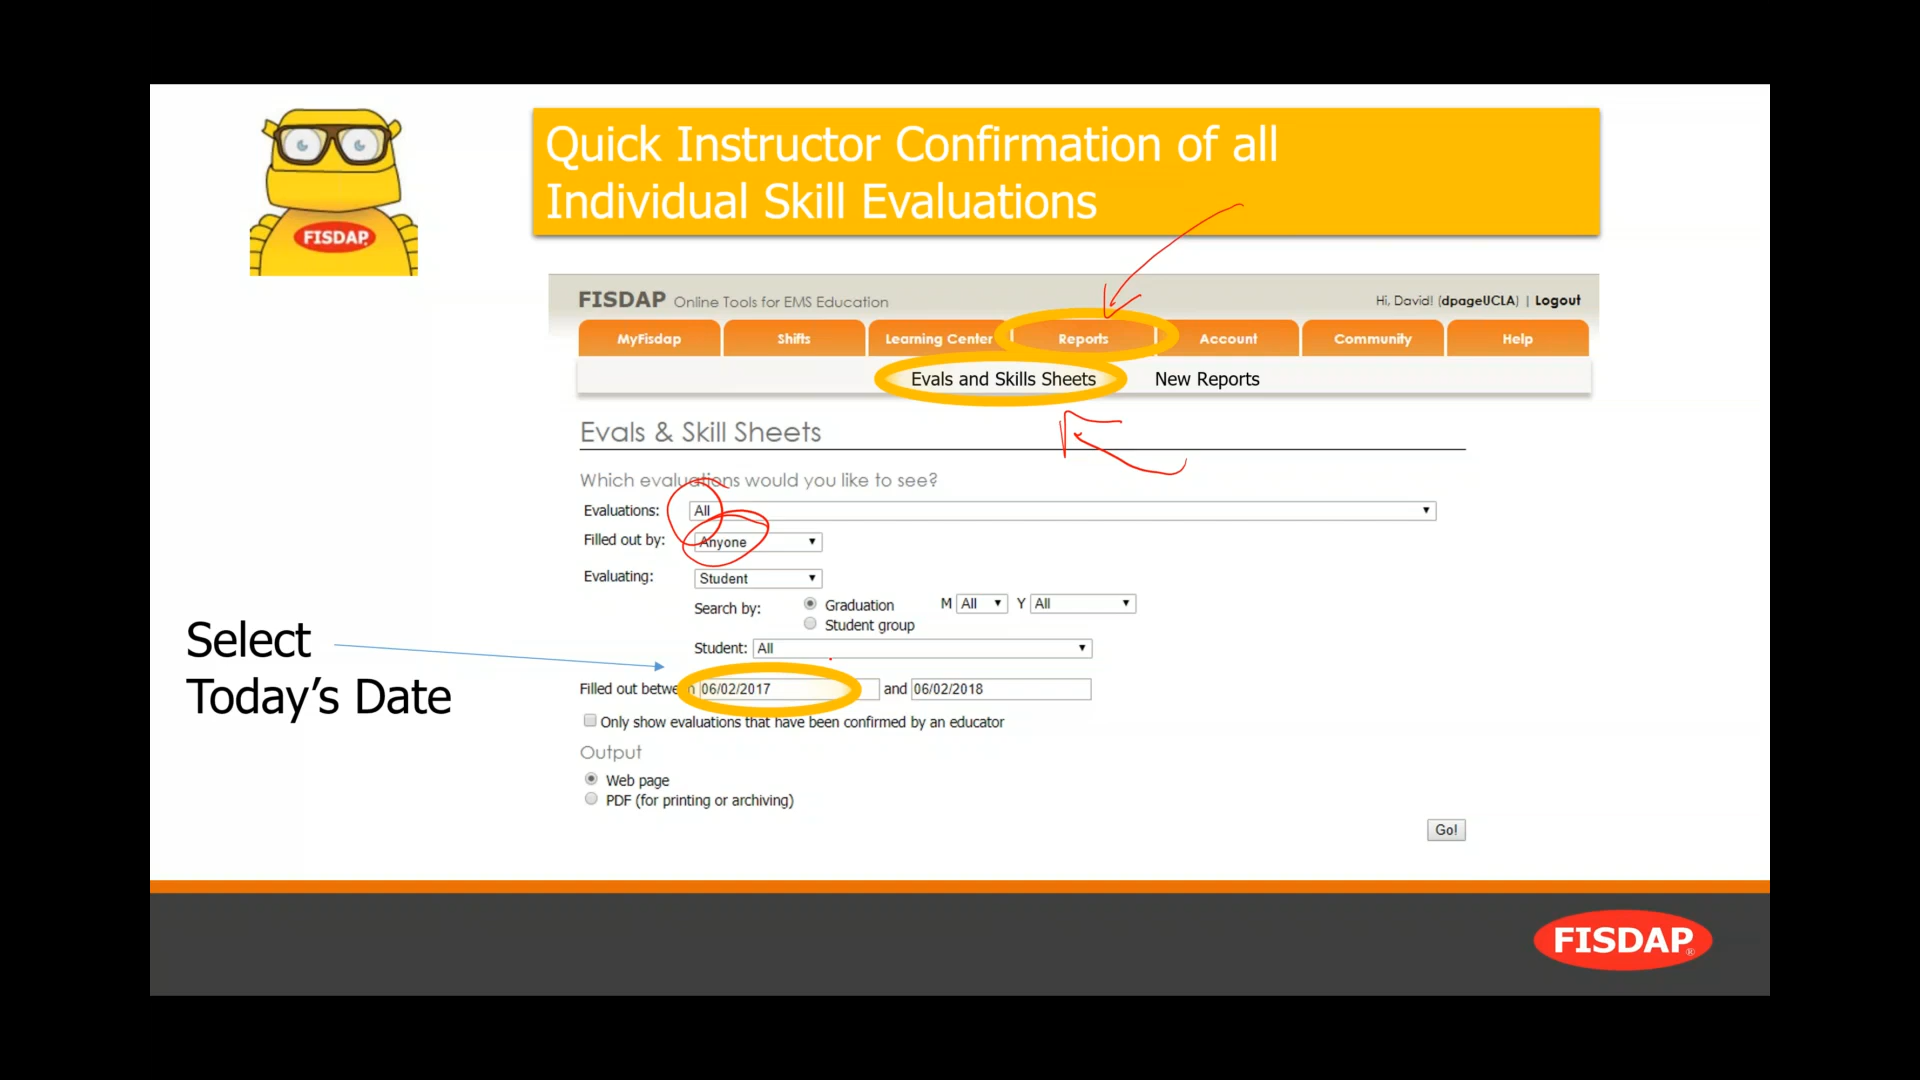 FISDAP
Quick Instructor Confirmation of all
Individual Skill Evaluations
FISDAP Online Tools for EMS Education
Hi, David! (dpageUCLA) | Logout
MyFisdap Shifts Learning Center Reports Account Community Help
Evals and Skills Sheets New Reports
Evals & Skill Sheets
Which evaluations would you like to see?
Evaluations: All
Filled out by: Anyone
Evaluating: Student
Search by: Graduation M All Y All
Student group
Student: All
Select
Today's Date
Filled out between 06/02/2017 and 06/02/2018
Only show evaluations that have been confirmed by an educator
Output
Web page
PDF (for printing or archiving)
Go!
FISDAP®